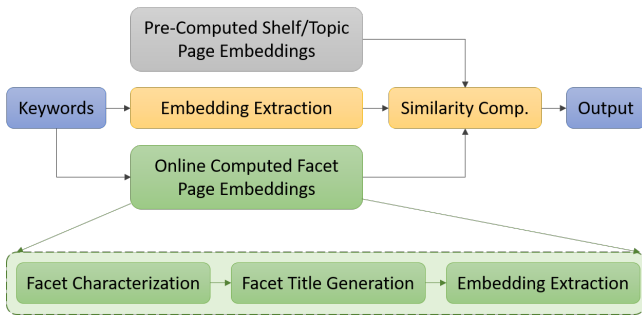 Pre-Computed Shelf/Topic
Page Embeddings
Keywords
Embedding Extraction
Similarity Comp.
Output
Online Computed Facet
Page Embeddings
Facet Characterization
Facet Title Generation
Embedding Extraction